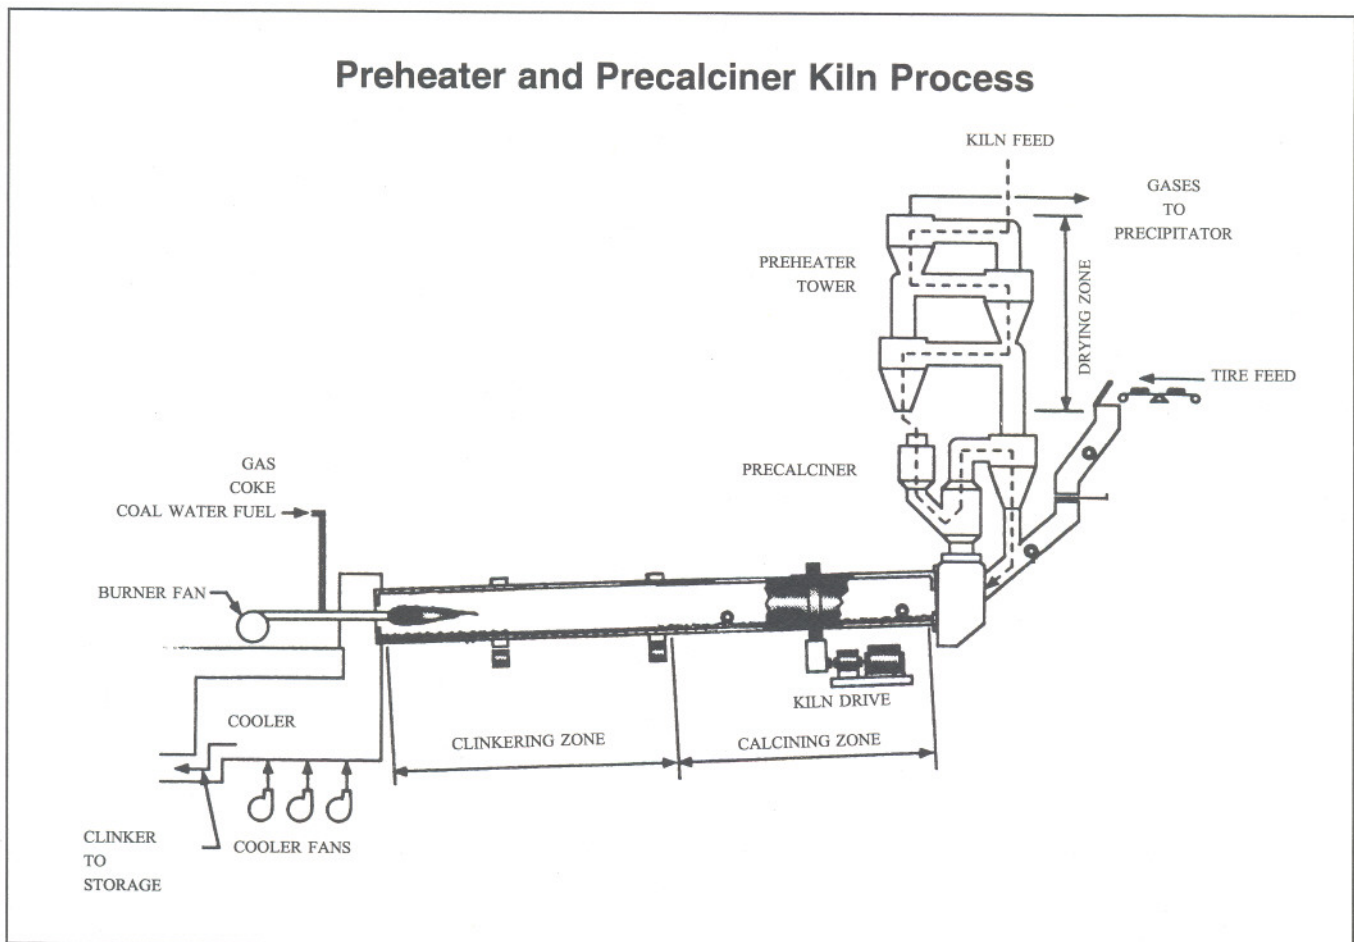 Preheater and Precalciner Kiln Process
KILN FEED
GASES
TO
PRECIPITATOR
PREHEATER
TOWER
DRYING ZONE
TIRE FEED
PRECALCINER
GAS
COKE
COAL WATER FUEL
BURNER FAN
KILN DRIVE
COOLER
CLINKERING ZONE
CALCINING ZONE
CLINKER
TO
STORAGE
COOLER FANS